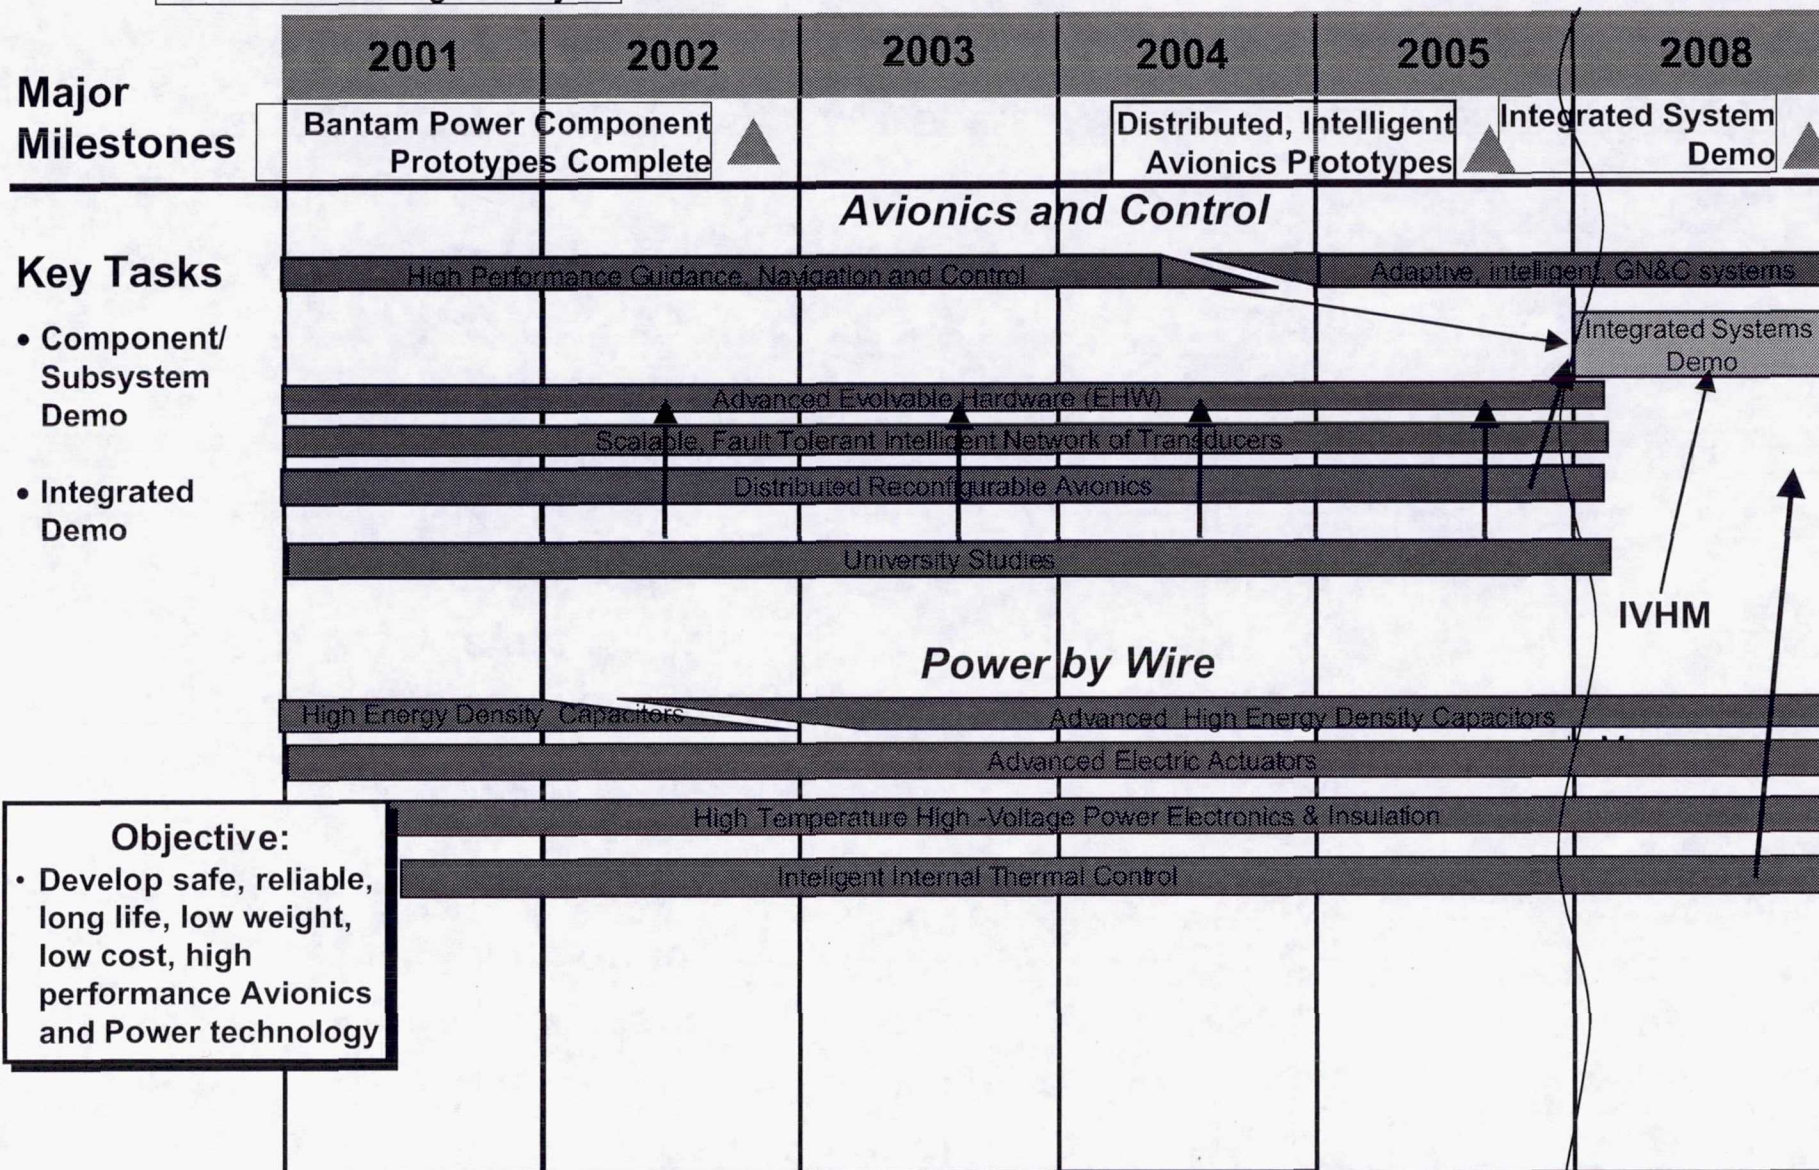 2001 2002 2003 2004 2005 2008
Major
Milestones
Bantam Power Component
Prototypes Complete
Distributed, Intelligent
Avionics Prototypes
Integrated System
Demo
Avionics and Control
Key Tasks
High Performance Guidance, Navigation and Control
Adaptive, intelligent, GN&C systems
• Component/
Subsystem
Demo
Integrated Systems
Demo
Advanced Evolvable Hardware (EHW)
Scalable, Fault Tolerant Intelligent Network of Transducers
• Integrated
Demo
Distributed Reconfigurable Avionics
University Studies
IVHM
Power by Wire
High Energy Density Capacitors
Advanced High Energy Density Capacitors
Advanced Electric Actuators
High Temperature High -Voltage Power Electronics & Insulation
Inteligent Internal Thermal Control
Objective:
• Develop safe, reliable,
long life, low weight,
low cost, high
performance Avionics
and Power technology